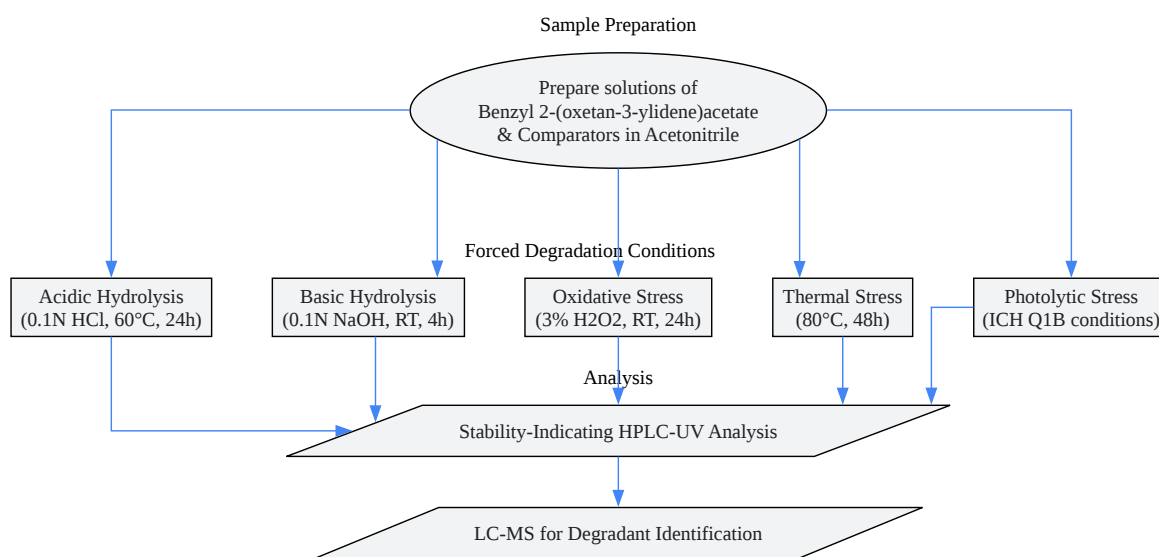 Sample Preparation
Prepare solutions of
Benzyl 2-(oxetan-3-ylidene)acetate
& Comparators in Acetonitrile
Forced Degradation Conditions
Acidic Hydrolysis
(0.1N HCl, 60°C, 24h)
Basic Hydrolysis
(0.1N NaOH, RT, 4h)
Oxidative Stress
(3% H2O2, RT, 24h)
Thermal Stress
(80°C, 48h)
Photolytic Stress
(ICH Q1B conditions)
Analysis
Stability-Indicating HPLC-UV Analysis
LC-MS for Degradant Identification